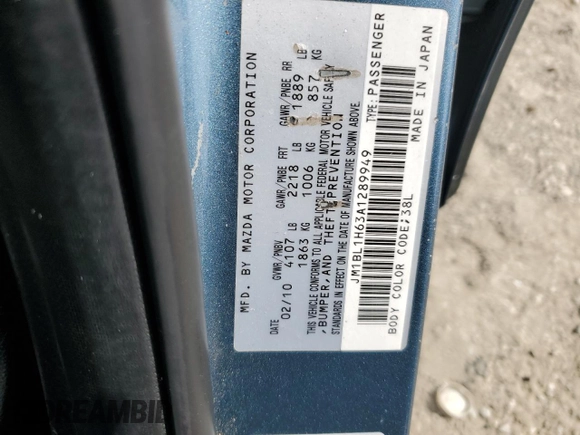 MFD. BY MAZDA MOTOR CORPORATION
DATE GVWR/PNBV GAWR/PNBE FRT GAWR/PNBE RR
02/10 4107 LB 2218 LB 1889 LB
1863 KG 1006 KG 857 KG
THIS VEHICLE CONFORMS TO ALL APPLICABLE FEDERAL MOTOR VEHICLE SAFETY
,BUMPER,AND THEFT PREVENTION
STANDARDS IN EFFECT ON THE DATE OF MANUFACTURE SHOWN ABOVE.
JM1BL1H63A1289949 TYPE:PASSENGER
BODY COLOR CODE;38L MADE IN JAPAN